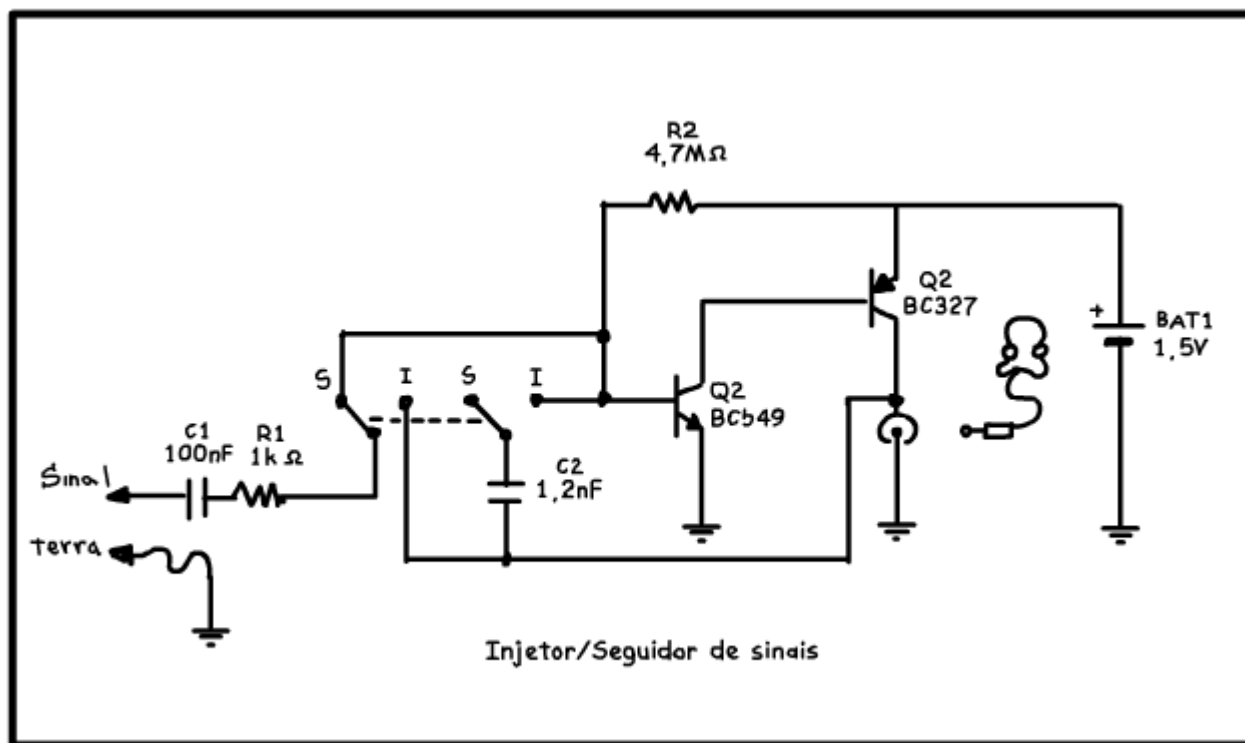 R2
4,7MΩ
Q2
BC327
+
BAT1
1,5V
S
I
S
I
Q2
BC549
C1
100nF
R1
1kΩ
C2
1,2nF
Sinal
terra
Injetor/Seguidor de sinais